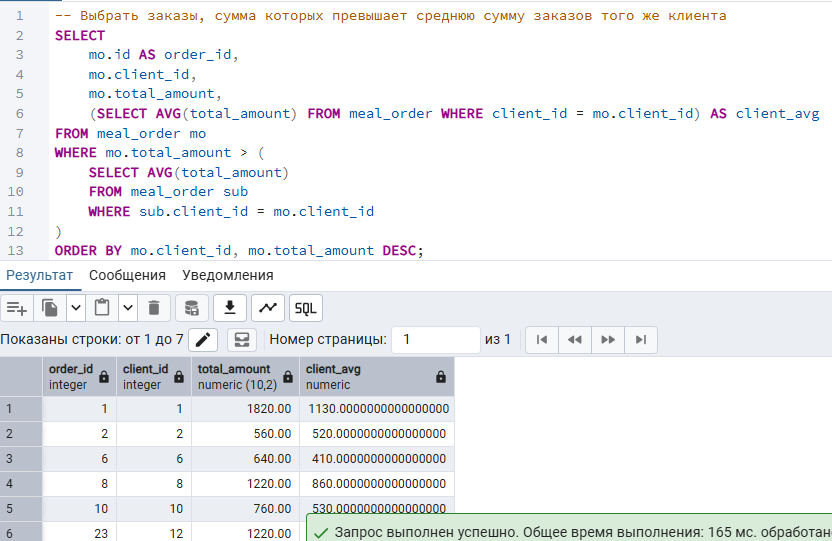 1 -- Выбрать заказы, сумма которых превышает среднюю сумму заказов того же клиента
2 SELECT
3 mo.id AS order_id,
4 mo.client_id,
5 mo.total_amount,
6 (SELECT AVG(total_amount) FROM meal_order WHERE client_id = mo.client_id) AS client_avg
7 FROM meal_order mo
8 WHERE mo.total_amount > (
9 SELECT AVG(total_amount)
10 FROM meal_order sub
11 WHERE sub.client_id = mo.client_id
12 )
13 ORDER BY mo.client_id, mo.total_amount DESC;
Результат Сообщения Уведомления
SQL
Показаны строки: от 1 до 7 Номер страницы: 1 из 1
order_id client_id total_amount client_avg
integer integer numeric (10,2) numeric
1 1 1 1820.00 1130.0000000000000000
2 2 2 560.00 520.0000000000000000
3 6 6 640.00 410.0000000000000000
4 8 8 1220.00 860.0000000000000000
5 10 10 760.00 530.0000000000000000
6 23 12 1220.00
Запрос выполнен успешно. Общее время выполнения: 165 мс. обработан